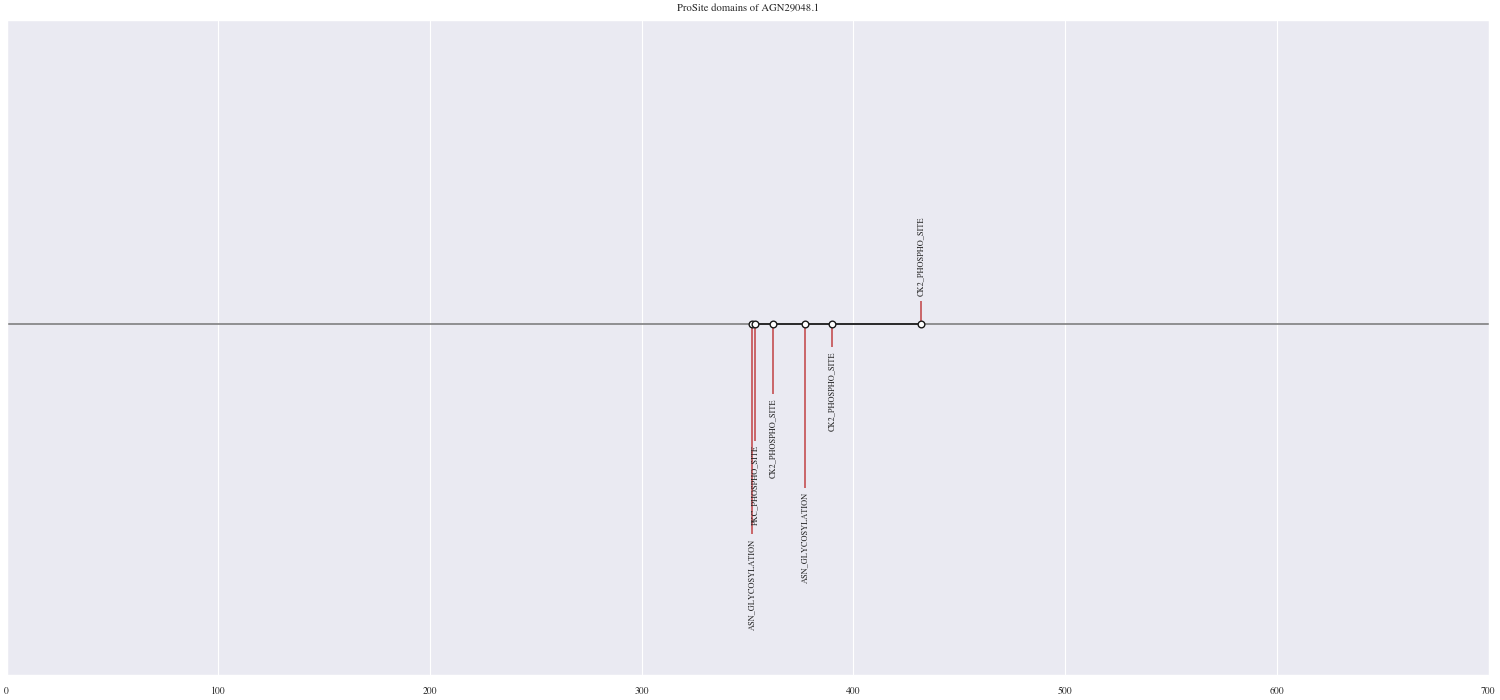 ProSite domains of AGN29048.1
CK2_PHOSPHO_SITE
CK2_PHOSPHO_SITE
CK2_PHOSPHO_SITE
PKC_PHOSPHO_SITE
ASN_GLYCOSYLATION
ASN_GLYCOSYLATION
0 100 200 300 400 500 600 700